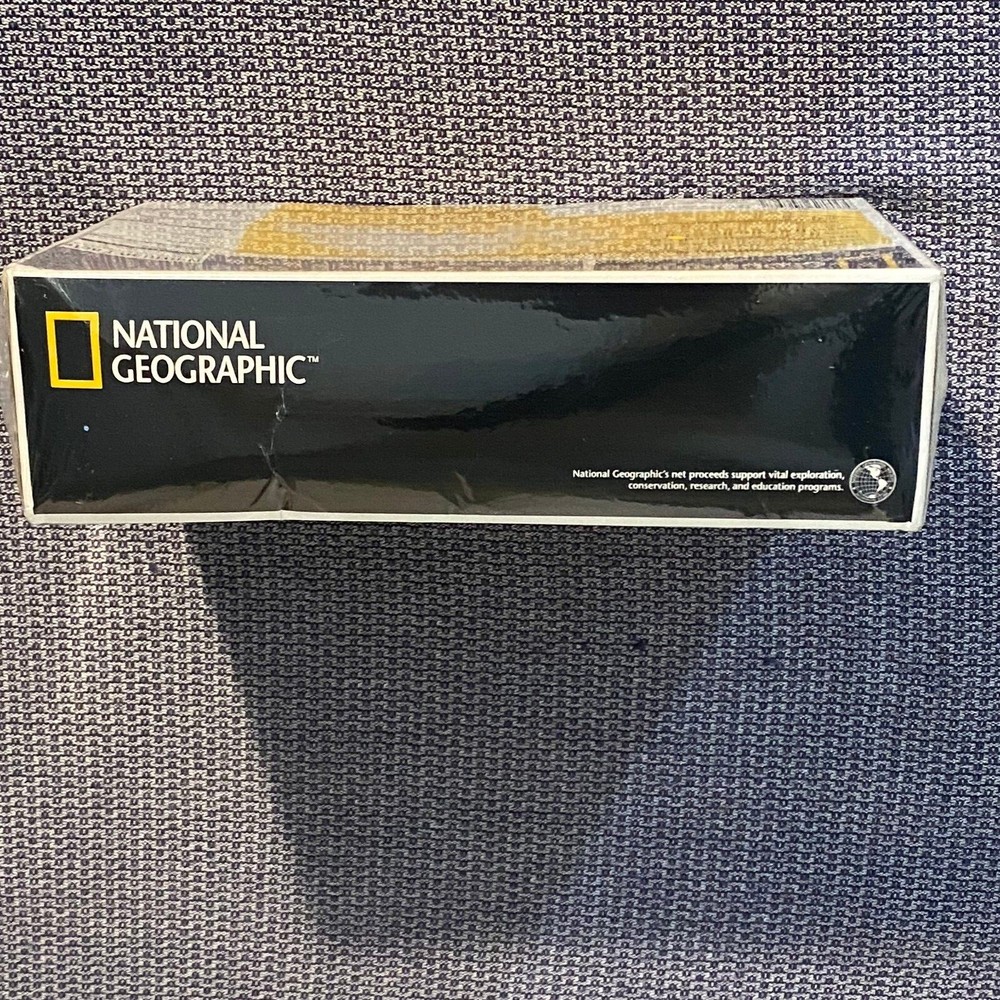 NATIONAL
GEOGRAPHIC™
National Geographic's net proceeds support vital exploration,
conservation, research, and education programs.